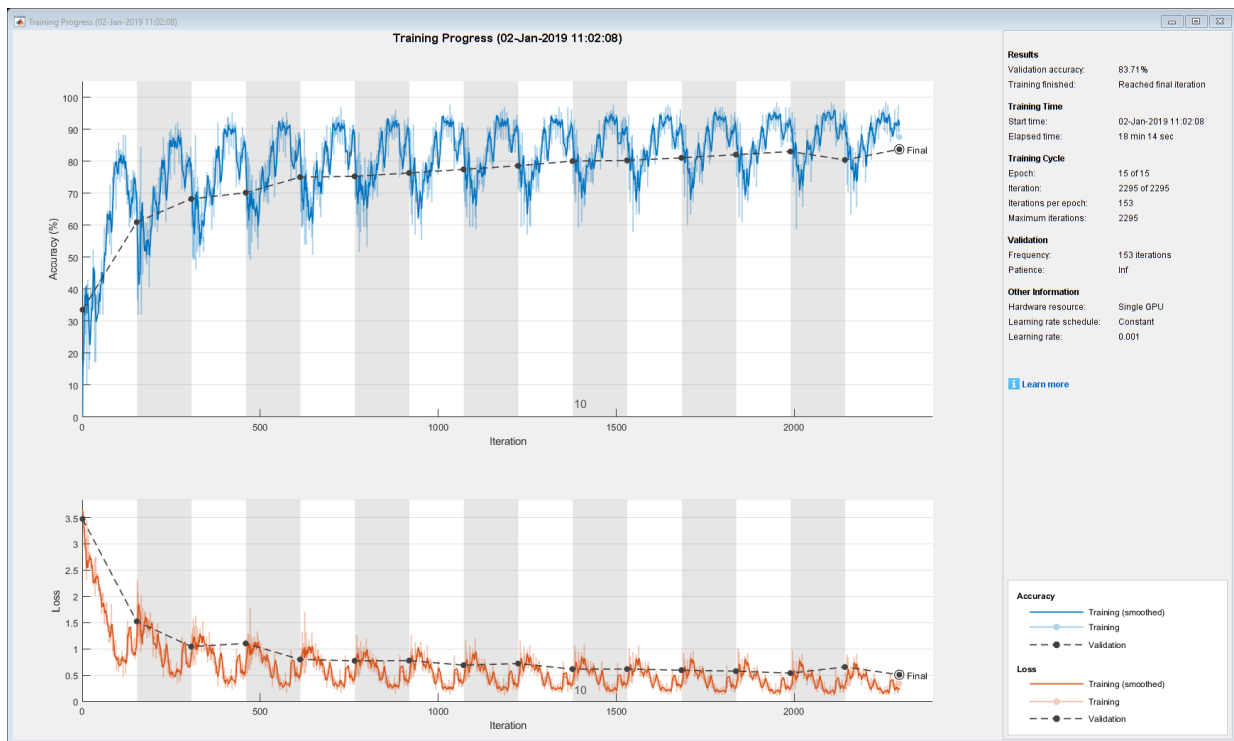 Training Progress (02-Jan-2019 11:02:08)
Training Progress (02-Jan-2019 11:02:08)
100
90
80
70
60
50
40
30
20
10
0
Accuracy (%)
Final
10
0
500
1000
1500
2000
Iteration
3.5
3
2.5
2
1.5
1
0.5
0
Loss
Final
10
0
500
1000
1500
2000
Iteration
Results
Validation accuracy: 83.71%
Training finished: Reached final iteration
Training Time
Start time: 02-Jan-2019 11:02:08
Elapsed time: 18 min 14 sec
Training Cycle
Epoch: 15 of 15
Iteration: 2295 of 2295
Iterations per epoch: 153
Maximum iterations: 2295
Validation
Frequency: 153 iterations
Patience: Inf
Other Information
Hardware resource: Single GPU
Learning rate schedule: Constant
Learning rate: 0.001
i Learn more
Accuracy
Training (smoothed)
Training
Validation
Loss
Training (smoothed)
Training
Validation